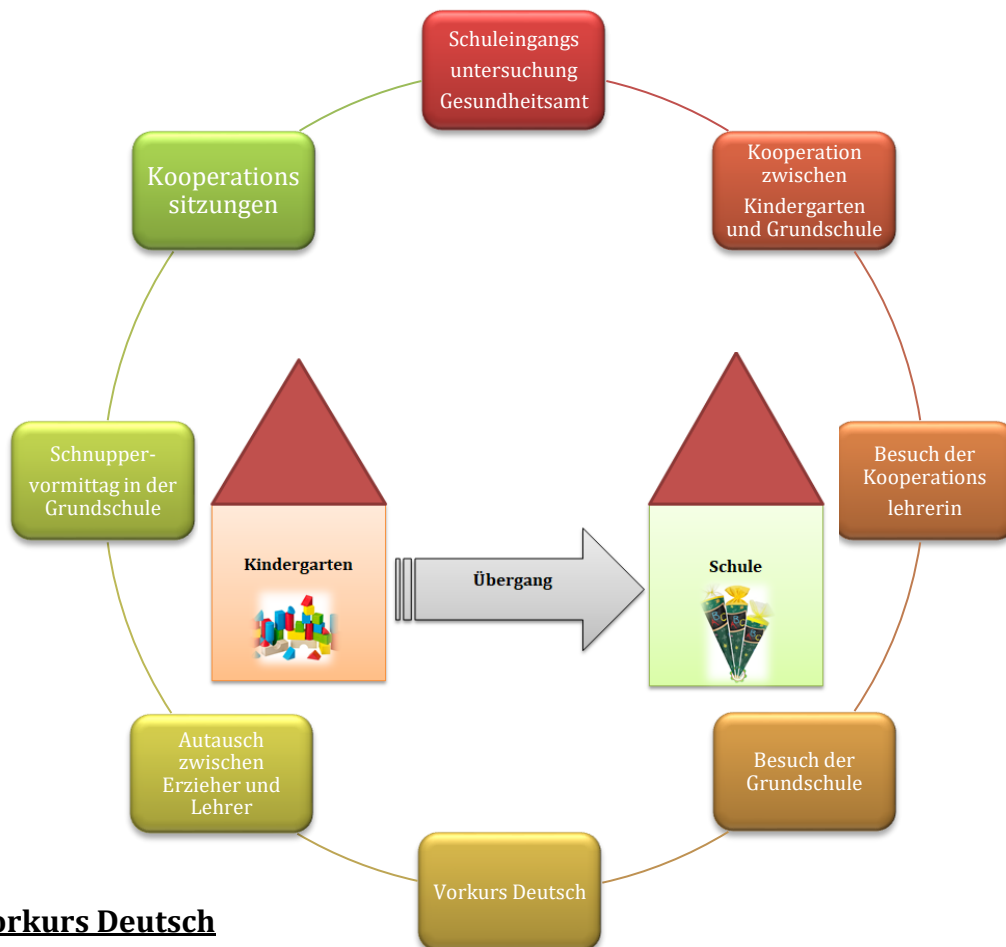 Schuleingangs
untersuchung
Gesundheitsamt
Kooperation
zwischen
Kindergarten
und Grundschule
Besuch der
Kooperations
lehrerin
Besuch der
Grundschule
Vorkurs Deutsch
Autausch
zwischen
Erzieher und
Lehrer
Schnupper-
vormittag in der
Grundschule
Kooperations
sitzungen
Kindergarten
Übergang
Schule
orkurs Deutsch